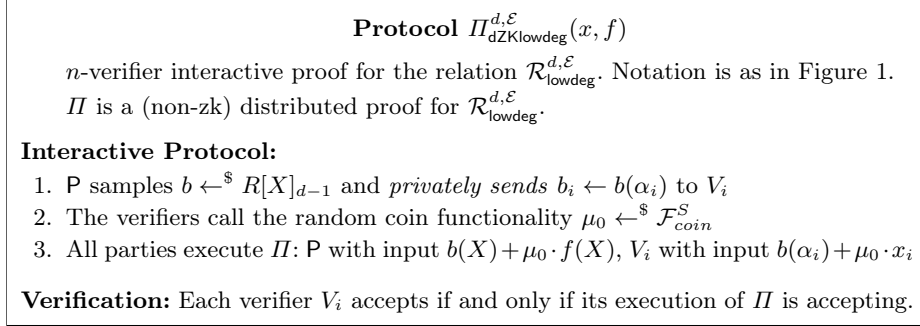 Protocol Π^{d,ℰ}_{dZKlowdeg}(x, f)
n-verifier interactive proof for the relation ℛ^{d,ℰ}_{lowdeg}. Notation is as in Figure 1.
Π is a (non-zk) distributed proof for ℛ^{d,ℰ}_{lowdeg}.
Interactive Protocol:
1. P samples b ←^$ R[X]_{d−1} and privately sends b_i ← b(α_i) to V_i
2. The verifiers call the random coin functionality μ_0 ←^$ ℱ^S_{coin}
3. All parties execute Π: P with input b(X)+μ_0·f(X), V_i with input b(α_i)+μ_0·x_i
Verification: Each verifier V_i accepts if and only if its execution of Π is accepting.